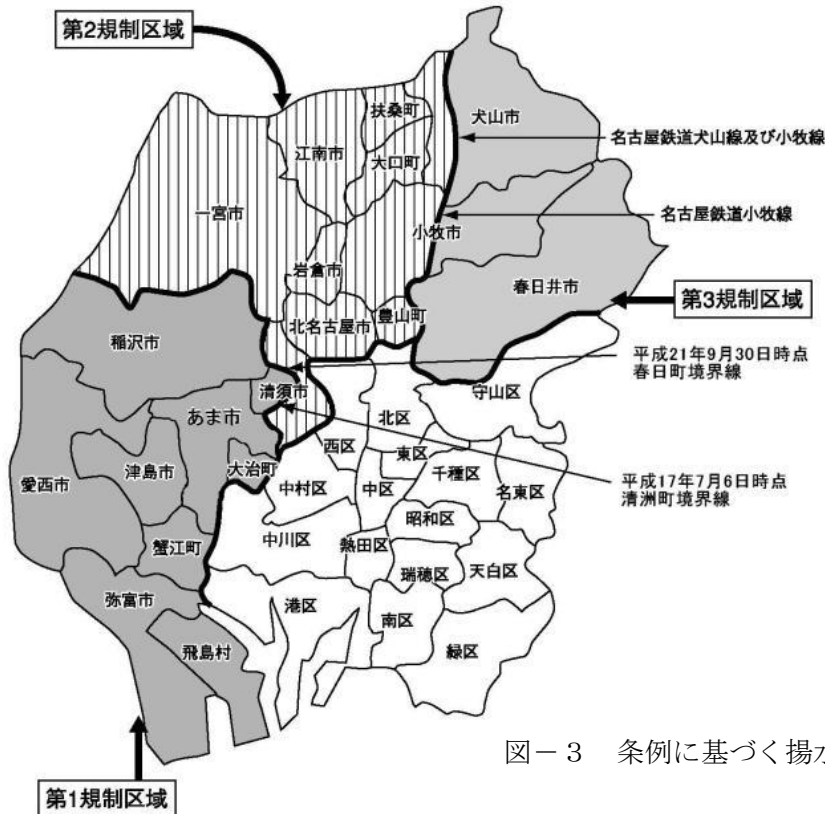 第2規制区域
扶桑町
犬山市
名古屋鉄道犬山線及び小牧線
江南市
大口町
一宮市
小牧市
名古屋鉄道小牧線
岩倉市
春日井市
第3規制区域
北名古屋市
豊山町
稲沢市
平成21年9月30日時点
春日町境界線
清須市
守山区
あま市
北区
西区
東区
大治町
千種区
津島市
愛西市
中村区
中区
名東区
平成17年7月6日時点
清洲町境界線
昭和区
蟹江町
中川区
熱田区
瑞穂区
天白区
弥富市
港区
南区
飛島村
緑区
図-3 条例に基づく揚
第1規制区域